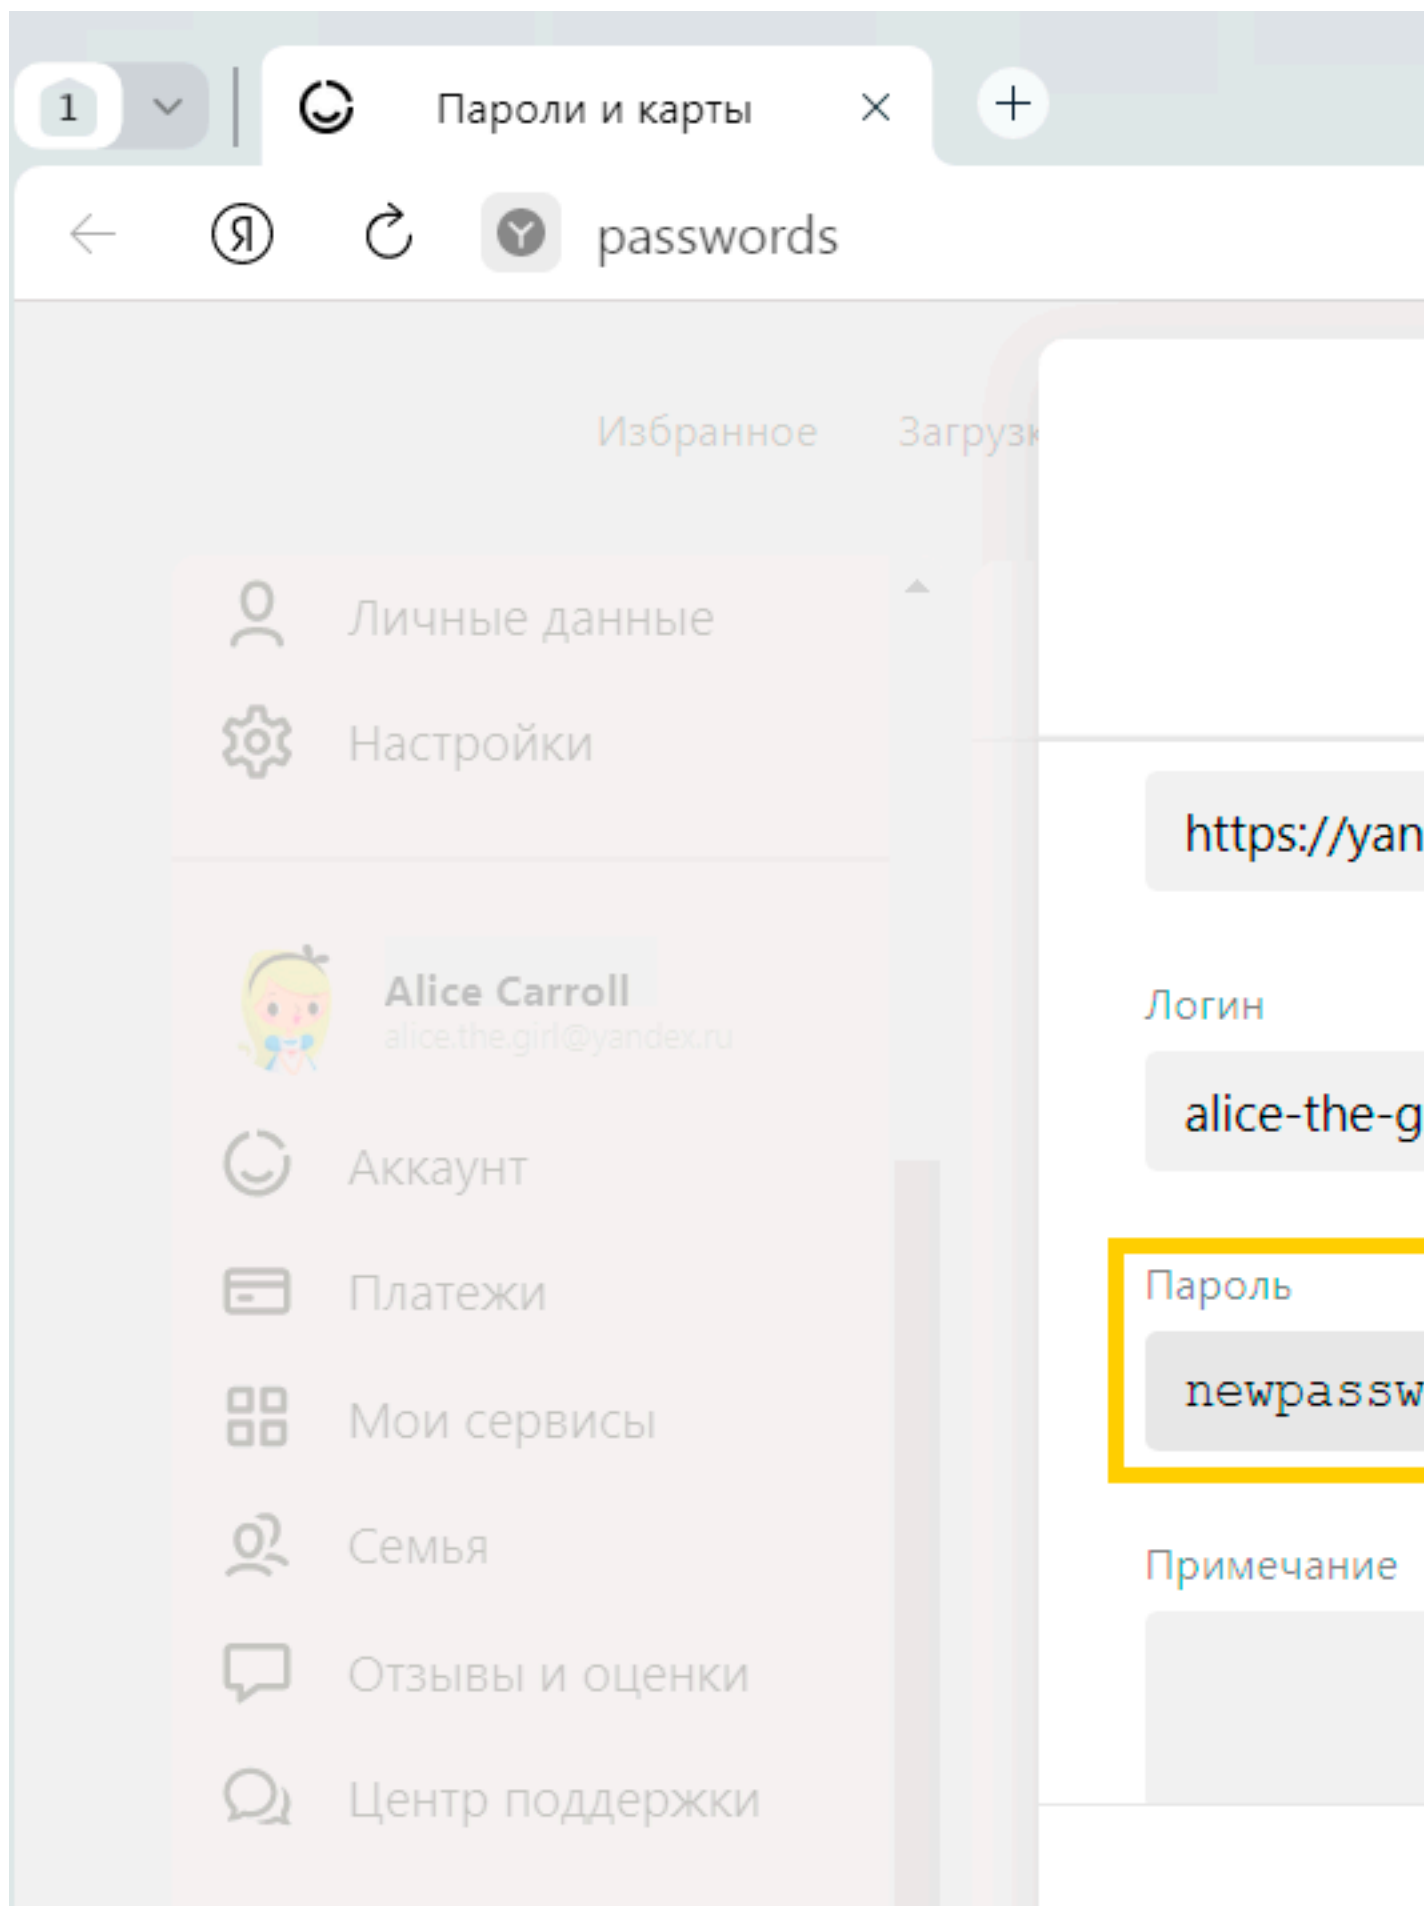 1
Пароли и карты
Я
passwords
Избранное
Личные данные
Настройки
https://yan
Alice Carroll
alice.the.girl@yandex.ru
Логин
alice-the-g
Аккаунт
Пароль
Платежи
newpassw
Мои сервисы
Семья
Примечание
Отзывы и оценки
Центр поддержки